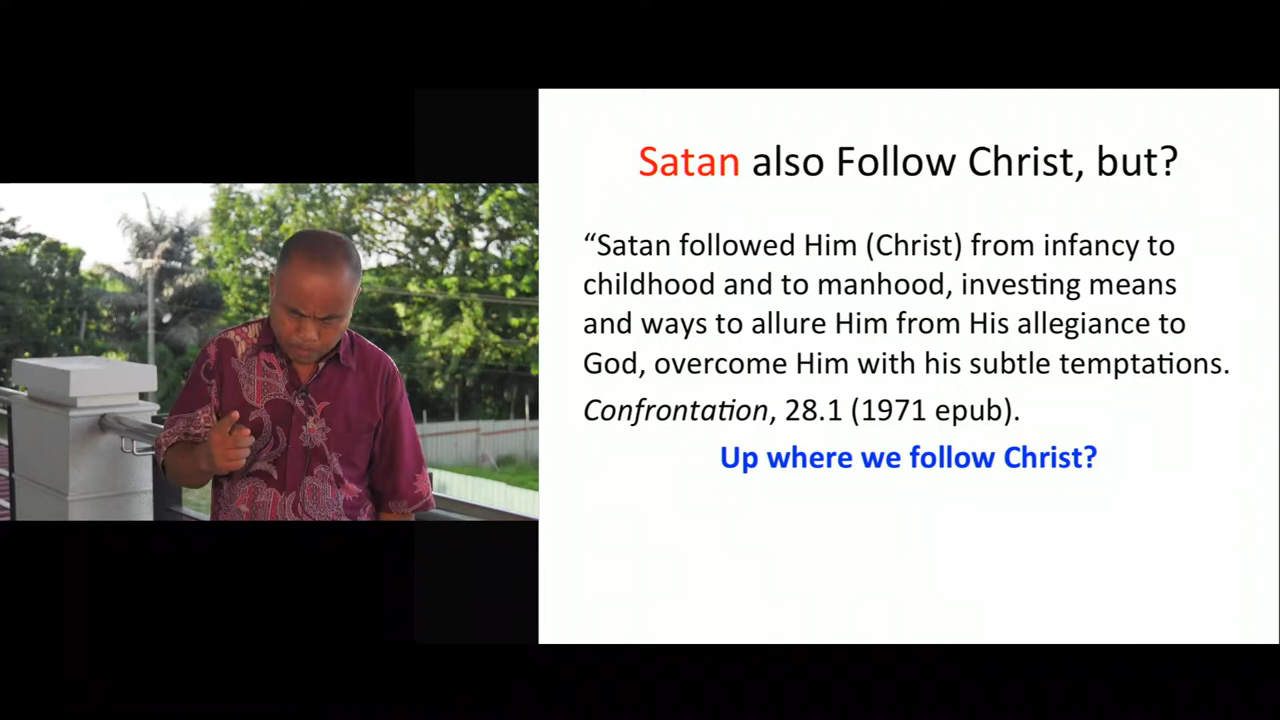 Satan also Follow Christ, but?
“Satan followed Him (Christ) from infancy to
childhood and to manhood, investing means
and ways to allure Him from His allegiance to
God, overcome Him with his subtle temptations.
Confrontation, 28.1 (1971 epub).
Up where we follow Christ?